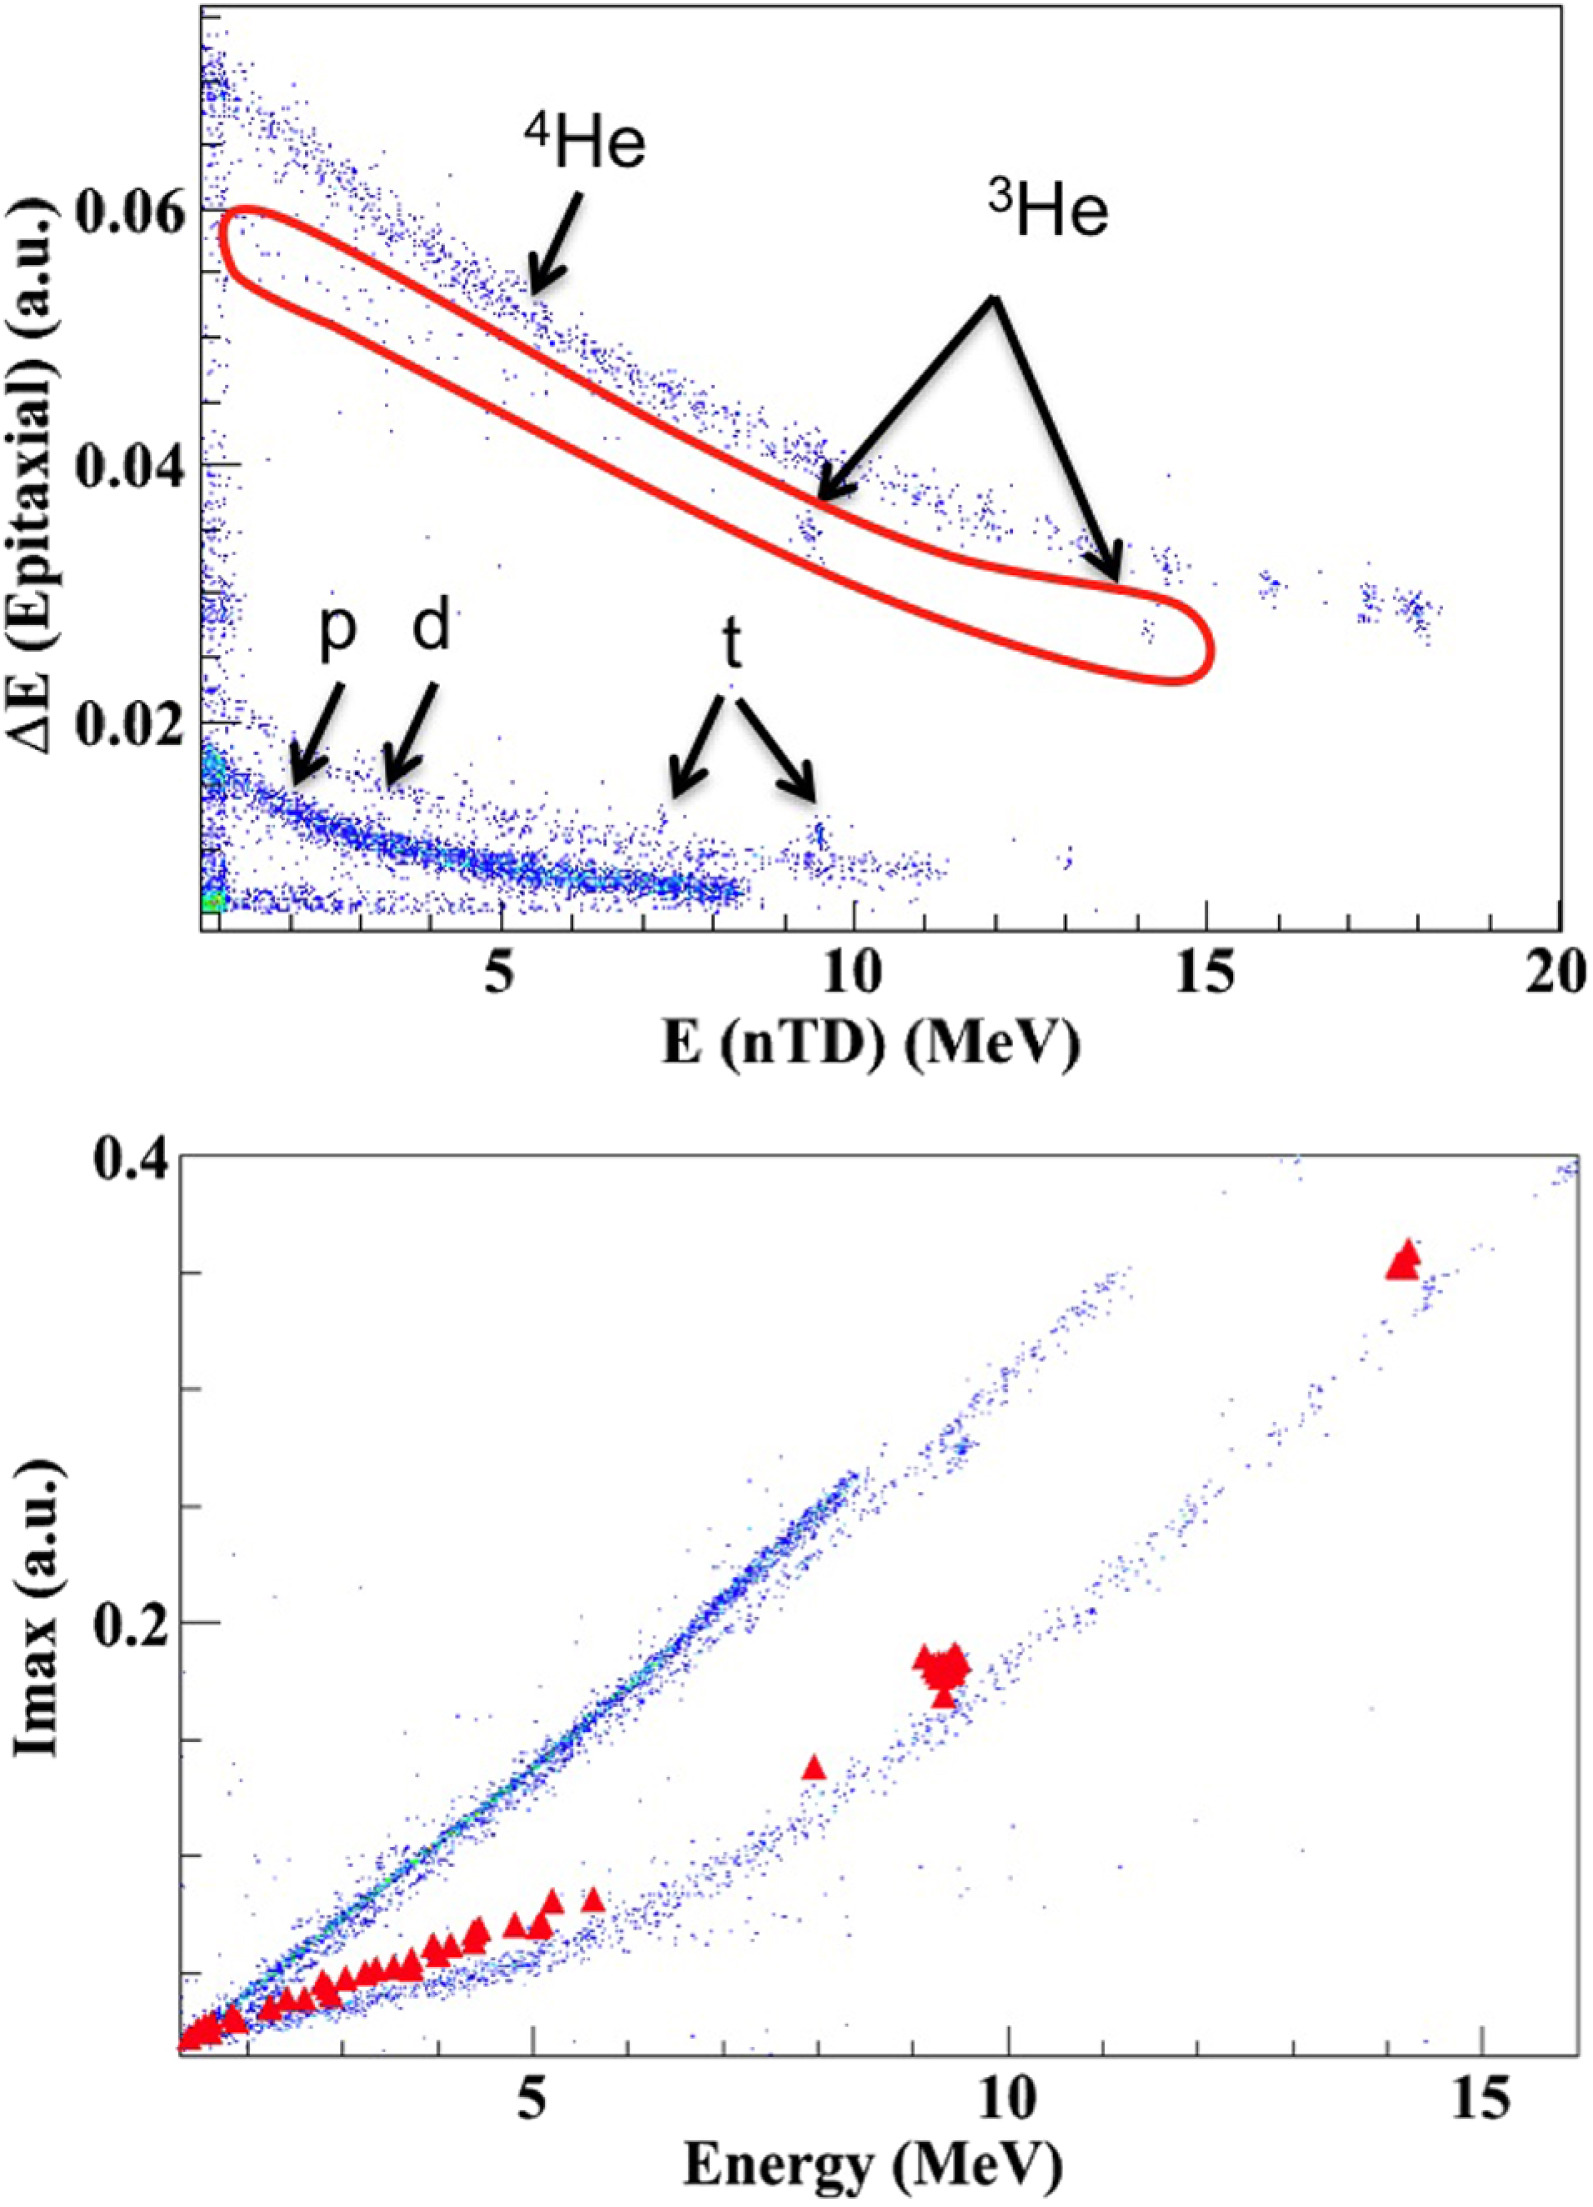 ⁴He
³He
0.06
0.04
0.02
p
d
t
ΔE (Epitaxial) (a.u.)
5
10
15
20
E (nTD) (MeV)
0.4
0.2
Imax (a.u.)
5
10
15
Energy (MeV)